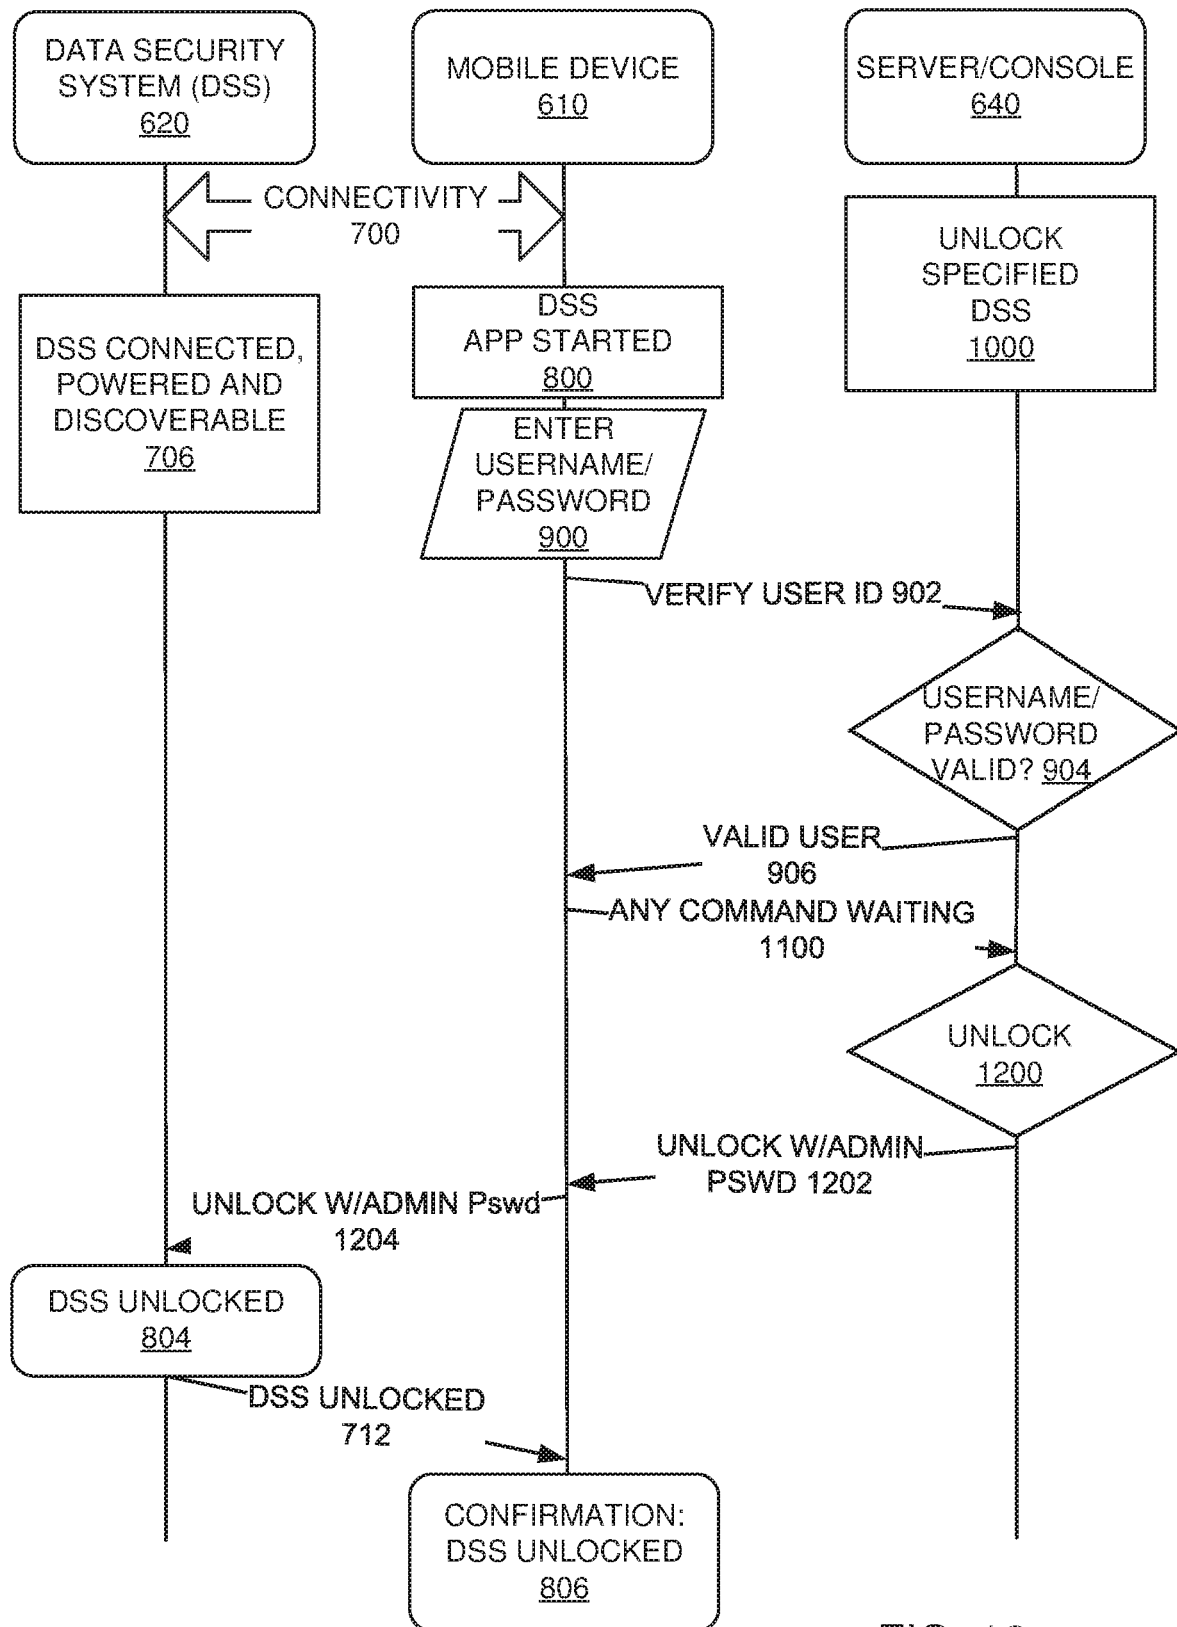 DATA SECURITY
SYSTEM (DSS)
620
MOBILE DEVICE
610
SERVER/CONSOLE
640
CONNECTIVITY
700
UNLOCK
SPECIFIED
DSS
1000
DSS CONNECTED,
POWERED AND
DISCOVERABLE
706
DSS
APP STARTED
800
ENTER
USERNAME/
PASSWORD
900
VERIFY USER ID 902
USERNAME/
PASSWORD
VALID? 904
VALID USER
906
ANY COMMAND WAITING
1100
UNLOCK
1200
UNLOCK W/ADMIN
PSWD 1202
UNLOCK W/ADMIN Pswd
1204
DSS UNLOCKED
804
DSS UNLOCKED
712
CONFIRMATION:
DSS UNLOCKED
806